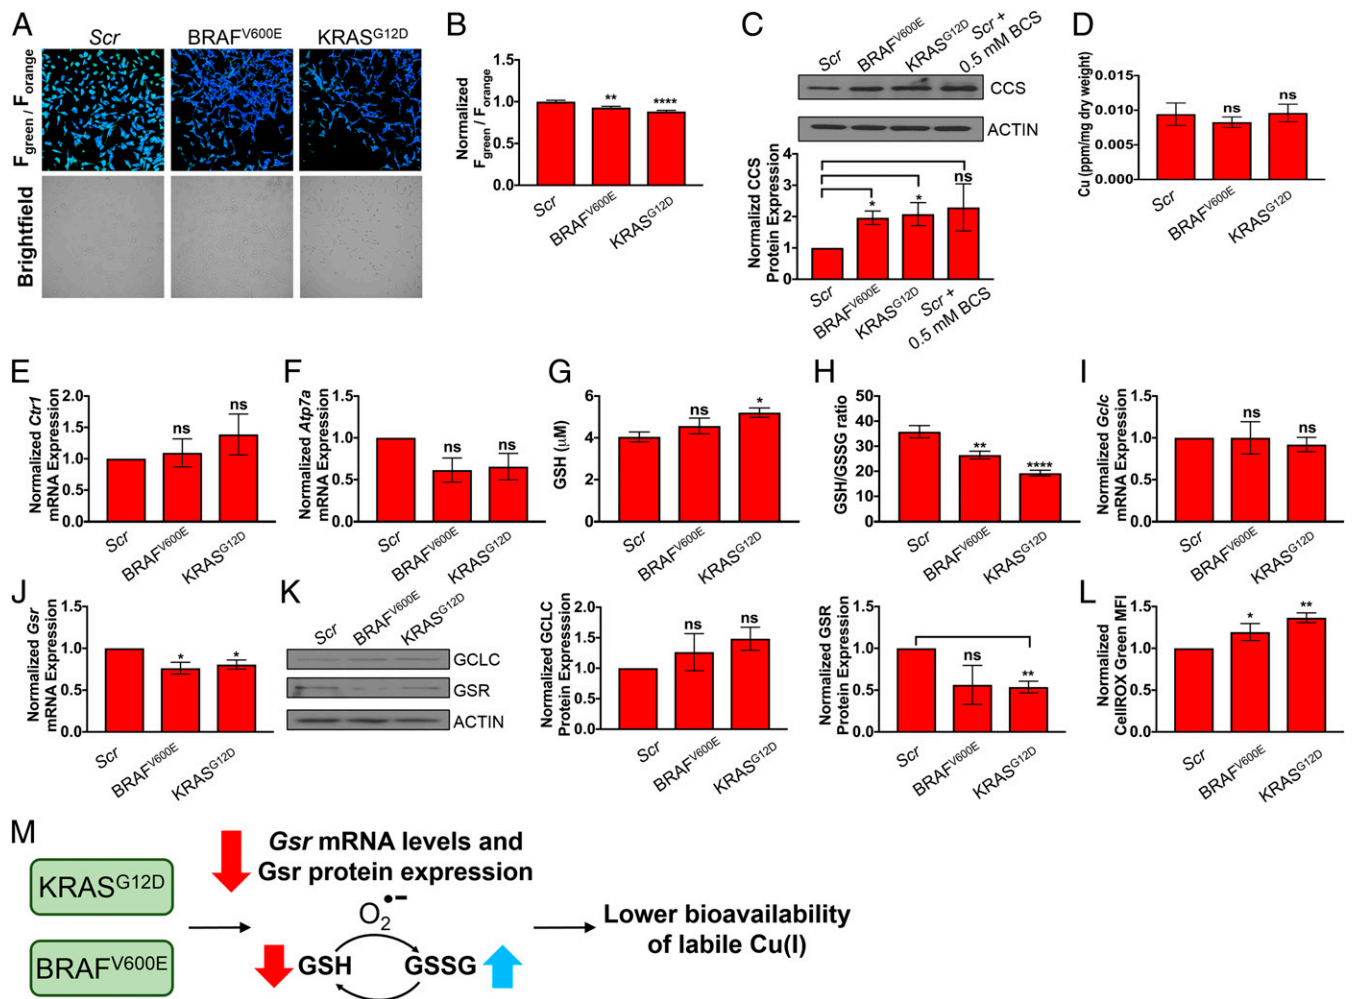 A
Scr
BRAFV600E
KRASG12D
Fgreen / Forange
Brightfield
B
Normalized
Fgreen / Forange
1.5
1.0
0.5
0.0
**
****
Scr
BRAFV600E
KRASG12D
C
Scr
BRAFV600E
KRASG12D
Scr +
0.5 mM BCS
CCS
ACTIN
Normalizd CCS
Protein Expression
4
3
2
1
0
*
*
ns
Scr
BRAFV600E
KRASG12D
Scr +
0.5 mM BCS
D
Cu (ppm/mg dry weight)
0.015
0.010
0.005
0.000
ns
ns
Scr
BRAFV600E
KRASG12D
E
Normalized Ctr1
mRNA Expression
2.0
1.5
1.0
0.5
0.0
ns
ns
Scr
BRAFV600E
KRASG12D
F
Normalized Atp7a
mRNA Expression
1.5
1.0
0.5
0.0
ns
ns
Scr
BRAFV600E
KRASG12D
G
GSH (μM)
6
4
2
0
ns
*
Scr
BRAFV600E
KRASG12D
H
GSH/GSSG ratio
50
40
30
20
10
0
**
****
Scr
BRAFV600E
KRASG12D
I
Normalized Gclc
mRNA Expression
1.5
1.0
0.5
0.0
ns
ns
Scr
BRAFV600E
KRASG12D
J
Normalized Gsr
mRNA Expression
1.5
1.0
0.5
0.0
*
*
Scr
BRAFV600E
KRASG12D
K
Scr
BRAFV600E
KRASG12D
GCLC
GSR
ACTIN
Normalized GCLC
Protein Expresssion
2.0
1.5
1.0
0.5
0.0
ns
ns
Scr
BRAFV600E
KRASG12D
Normalized GSR
Protein Expression
1.5
1.0
0.5
0.0
ns
**
Scr
BRAFV600E
KRASG12D
L
Normalized
CellROX Green MFI
1.5
1.0
0.5
0.0
*
**
Scr
BRAFV600E
KRASG12D
M
KRASG12D
BRAFV600E
Gsr mRNA levels and
Gsr protein expression
O2•−
GSH
GSSG
Lower bioavailability
of labile Cu(I)